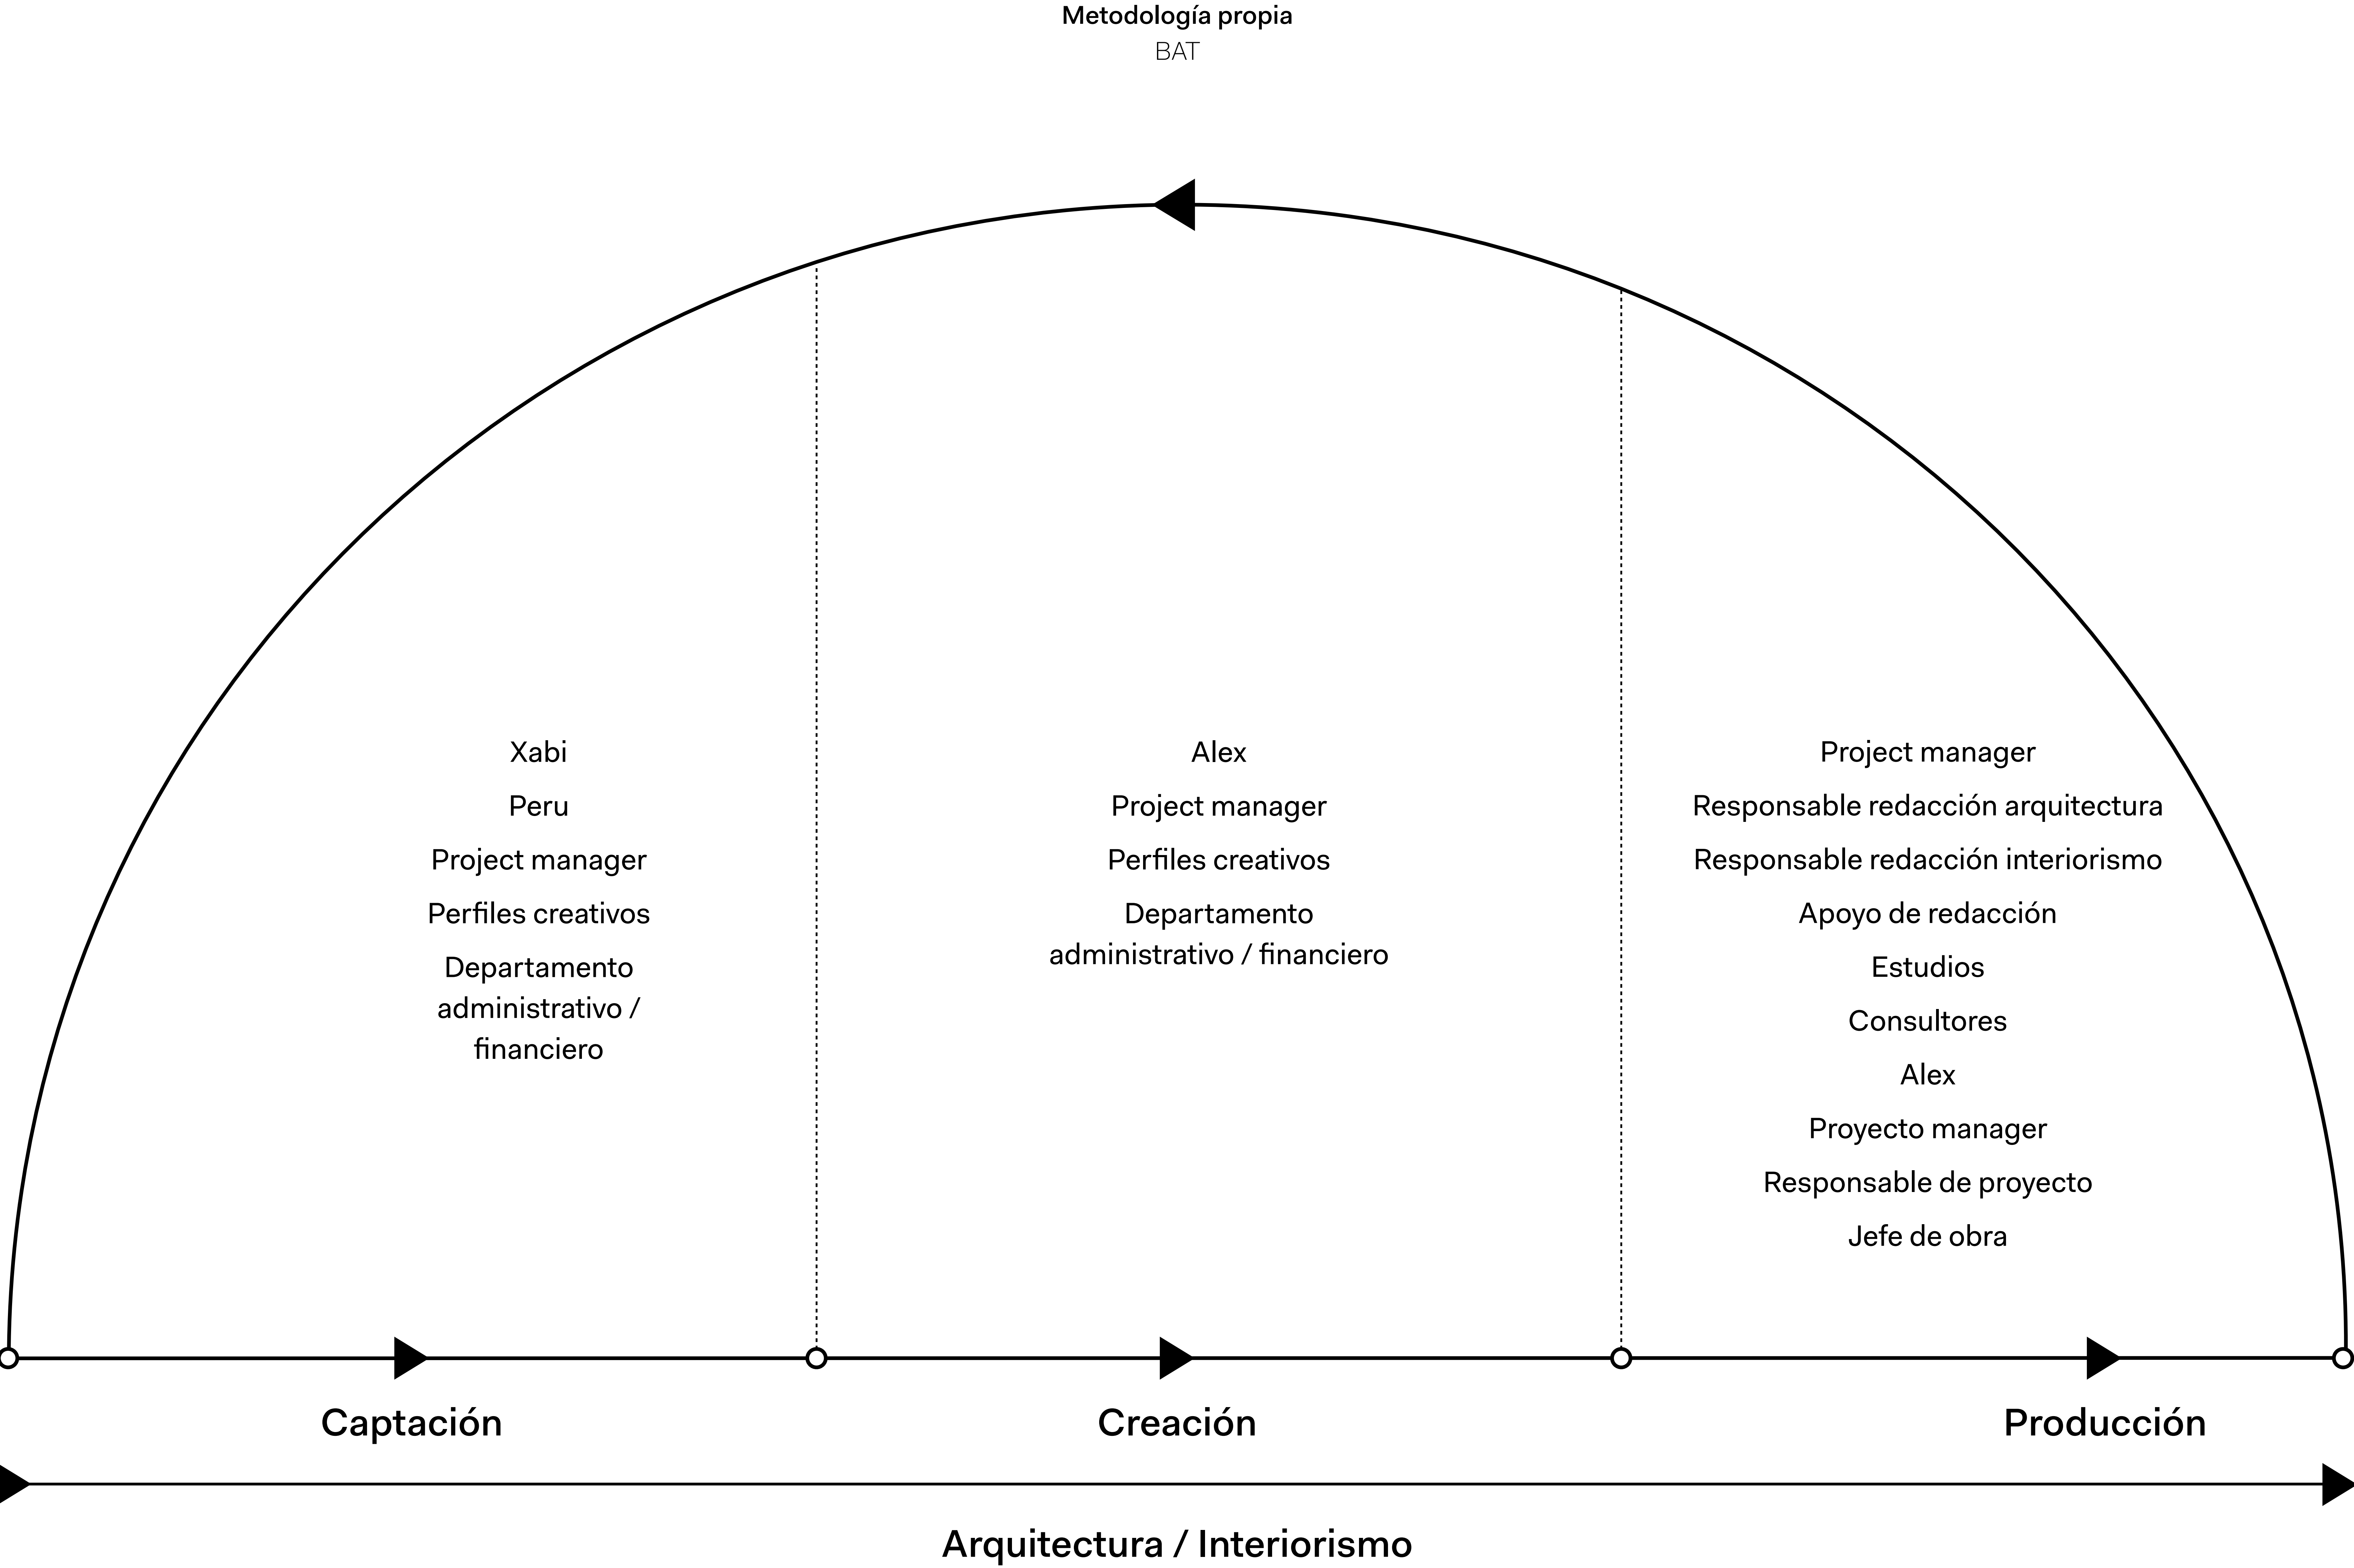 Metodología propia
BAT
Xabi
Peru
Project manager
Perfiles creativos
Departamento
administrativo /
financiero
Alex
Project manager
Perfiles creativos
Departamento
administrativo / financiero
Project manager
Responsable redacción arquitectura
Responsable redacción interiorismo
Apoyo de redacción
Estudios
Consultores
Alex
Proyecto manager
Responsable de proyecto
Jefe de obra
Captación
Creación
Producción
Arquitectura / Interiorismo